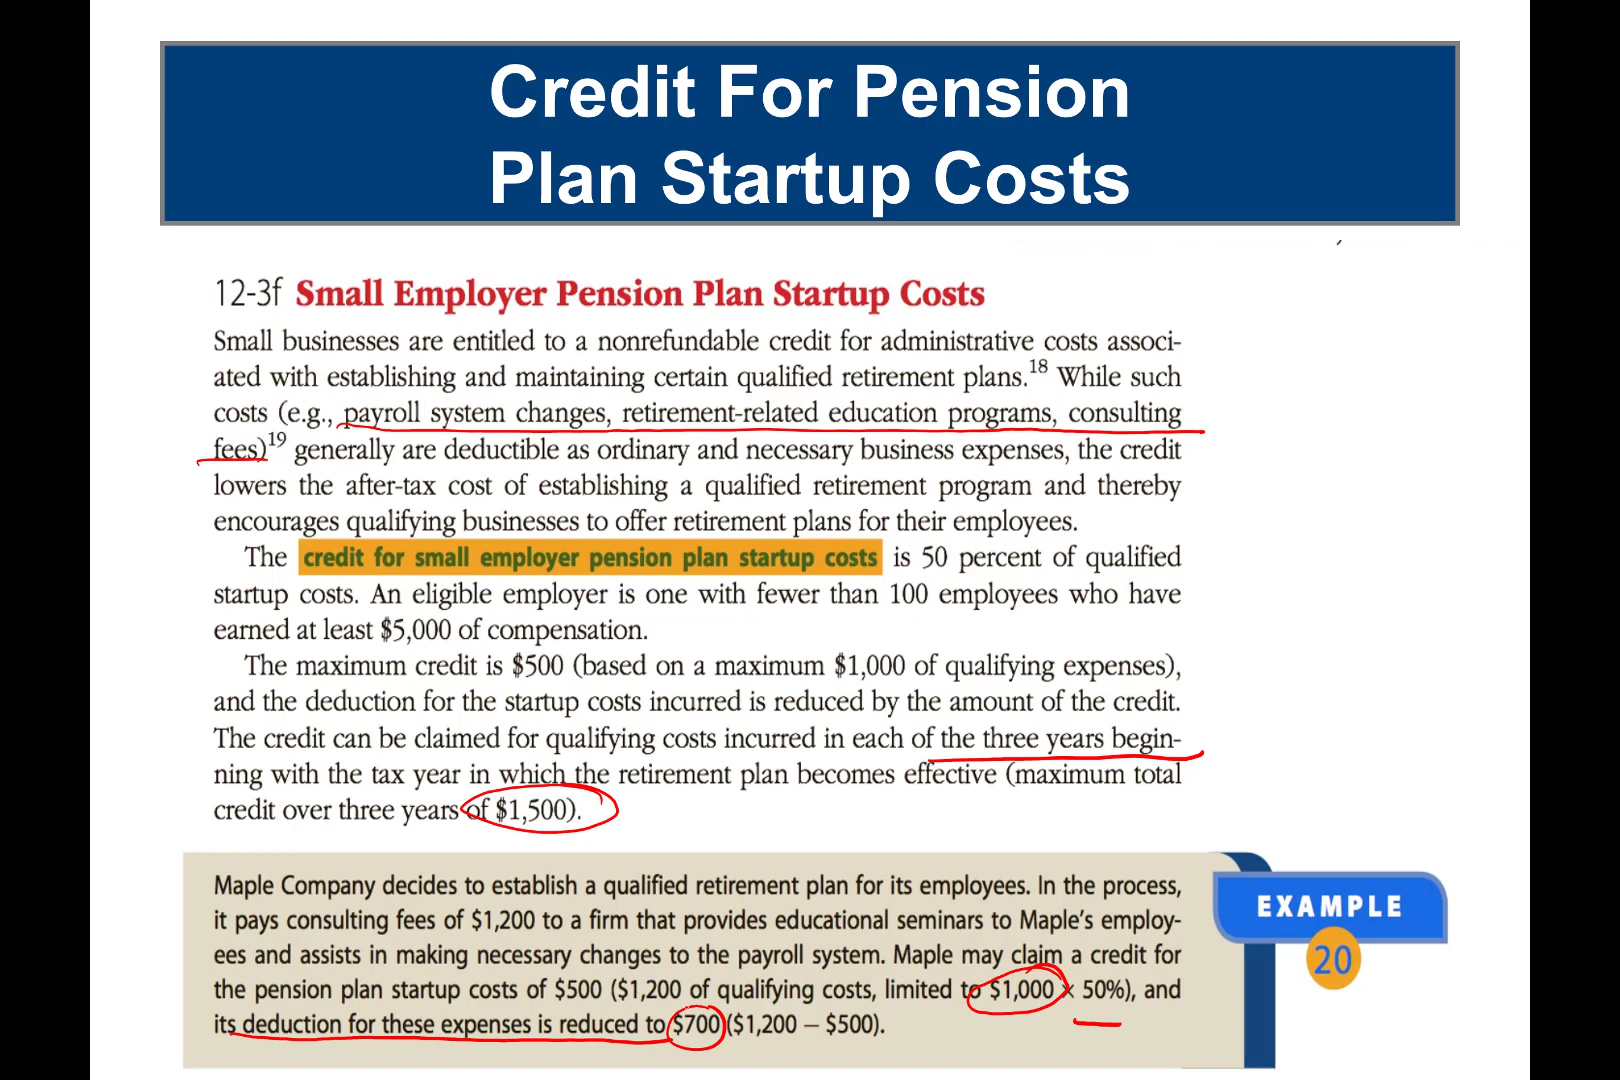 Credit For Pension
Plan Startup Costs
12-3f Small Employer Pension Plan Startup Costs
Small businesses are entitled to a nonrefundable credit for administrative costs associ-
ated with establishing and maintaining certain qualified retirement plans.18 While such
costs (e.g., payroll system changes, retirement-related education programs, consulting
fees)19 generally are deductible as ordinary and necessary business expenses, the credit
lowers the after-tax cost of establishing a qualified retirement program and thereby
encourages qualifying businesses to offer retirement plans for their employees.
The credit for small employer pension plan startup costs is 50 percent of qualified
startup costs. An eligible employer is one with fewer than 100 employees who have
earned at least $5,000 of compensation.
The maximum credit is $500 (based on a maximum $1,000 of qualifying expenses),
and the deduction for the startup costs incurred is reduced by the amount of the credit.
The credit can be claimed for qualifying costs incurred in each of the three years begin-
ning with the tax year in which the retirement plan becomes effective (maximum total
credit over three years of $1,500).
Maple Company decides to establish a qualified retirement plan for its employees. In the process,
it pays consulting fees of $1,200 to a firm that provides educational seminars to Maple's employ-
ees and assists in making necessary changes to the payroll system. Maple may claim a credit for
the pension plan startup costs of $500 ($1,200 of qualifying costs, limited to $1,000 × 50%), and
its deduction for these expenses is reduced to $700 ($1,200 − $500).
EXAMPLE
20